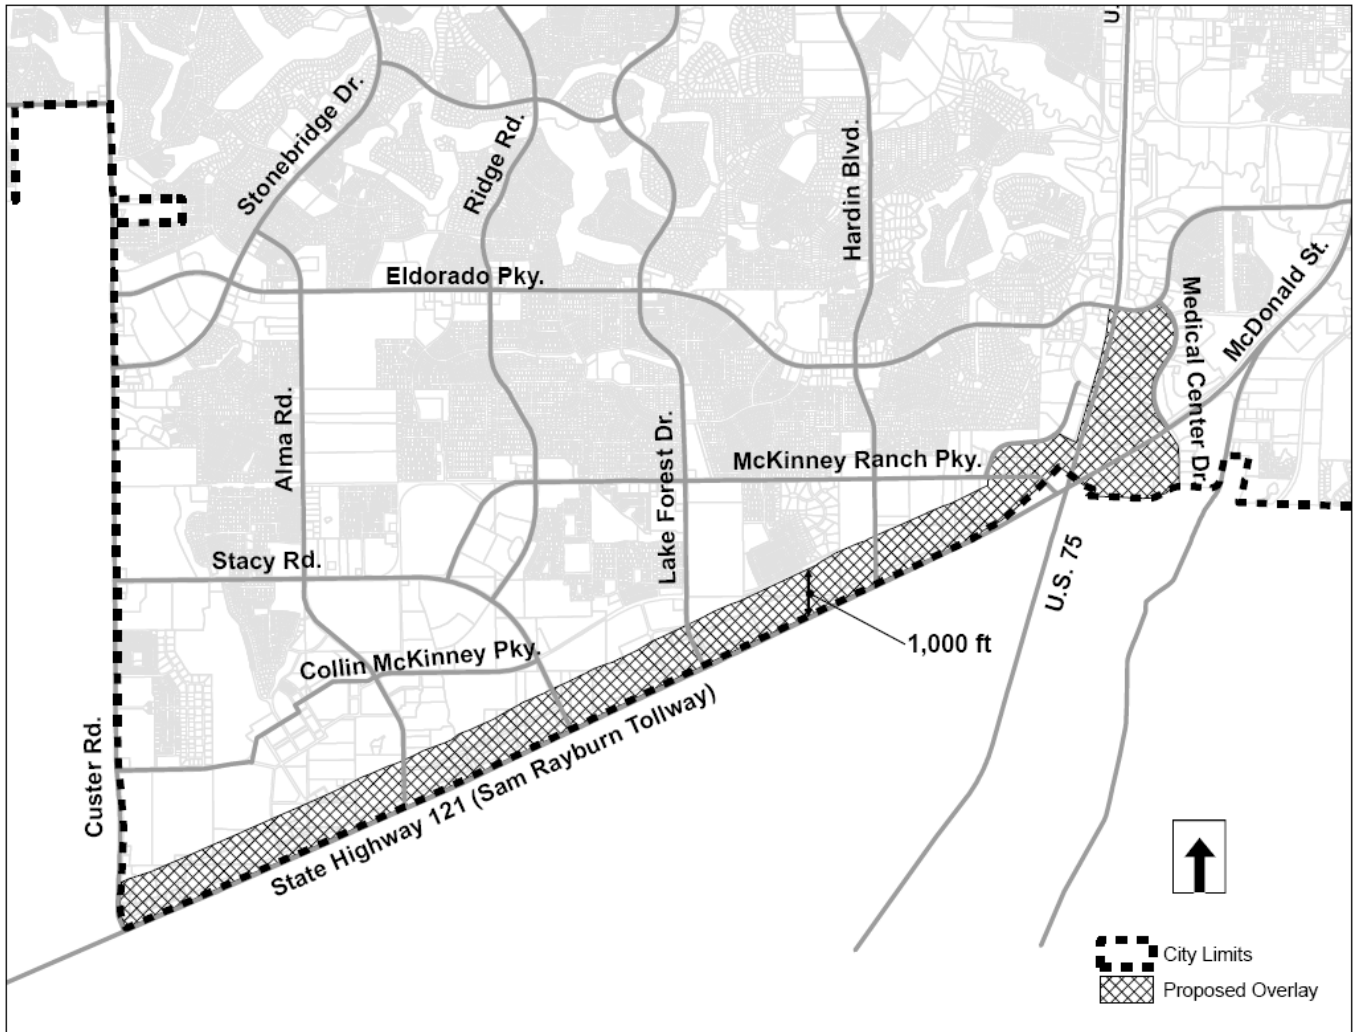 U.
Stonebridge Dr.
Ridge Rd.
Hardin Blvd.
Eldorado Pky.
Medical Center Dr.
McDonald St.
Alma Rd.
Lake Forest Dr.
McKinney Ranch Pky.
Stacy Rd.
U.S. 75
1,000 ft
Collin McKinney Pky.
Custer Rd.
State Highway 121 (Sam Rayburn Tollway)
City Limits
Proposed Overlay